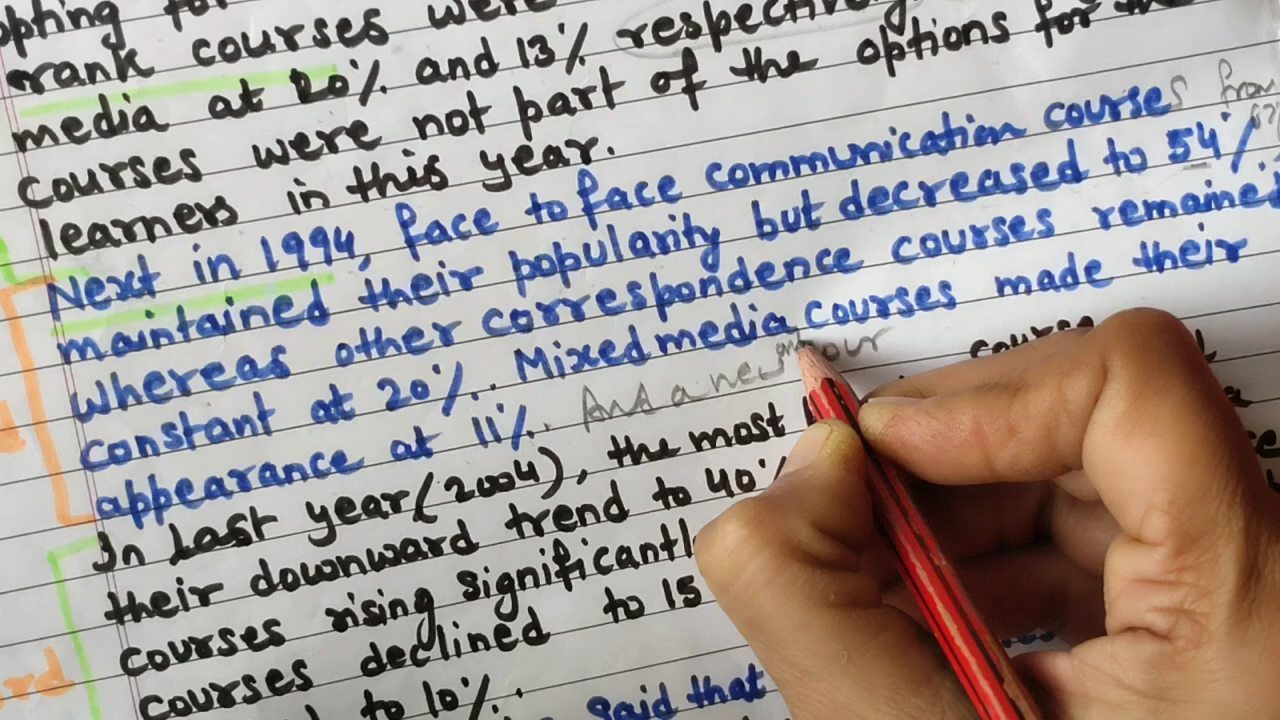 opting for
rank courses were
media at 20% and 13% respectively.
courses were not part of the options for the
learners in this year.
Next in 1994, face to face communication courses from
maintained their popularity but decreased to 54%
whereas other correspondence courses remained
constant at 20%. Mixed media courses made their
appearance at 11%. And a new
In last year (2004), the most
their downward trend to 40%
courses rising significantl
courses declined to 15
to 10%.
said that